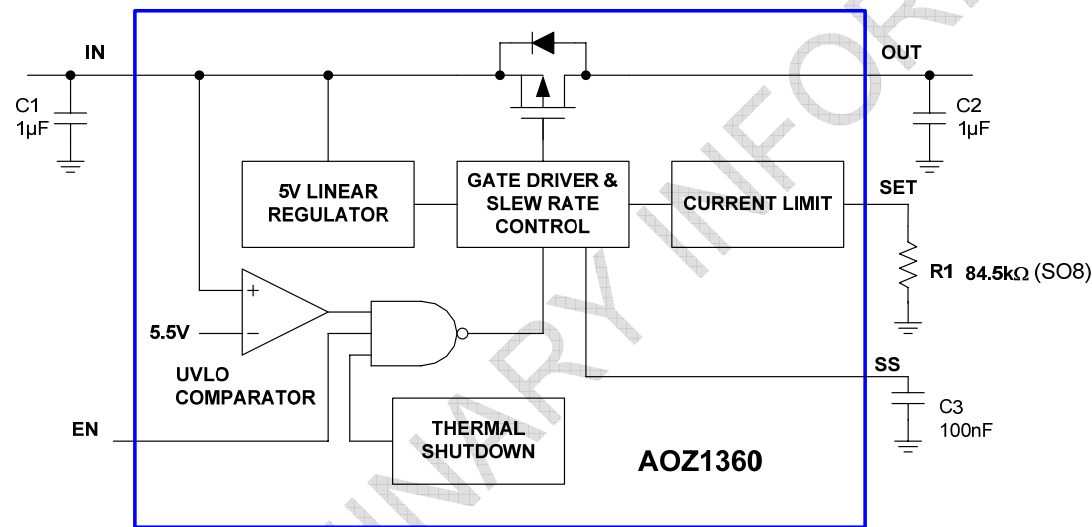 IN
OUT
C1
1µF
C2
1µF
5V LINEAR
REGULATOR
GATE DRIVER &
SLEW RATE
CONTROL
CURRENT LIMIT
SET
R1 84.5kΩ (SO8)
+
5.5V
−
UVLO
COMPARATOR
SS
C3
100nF
EN
THERMAL
SHUTDOWN
AOZ1360